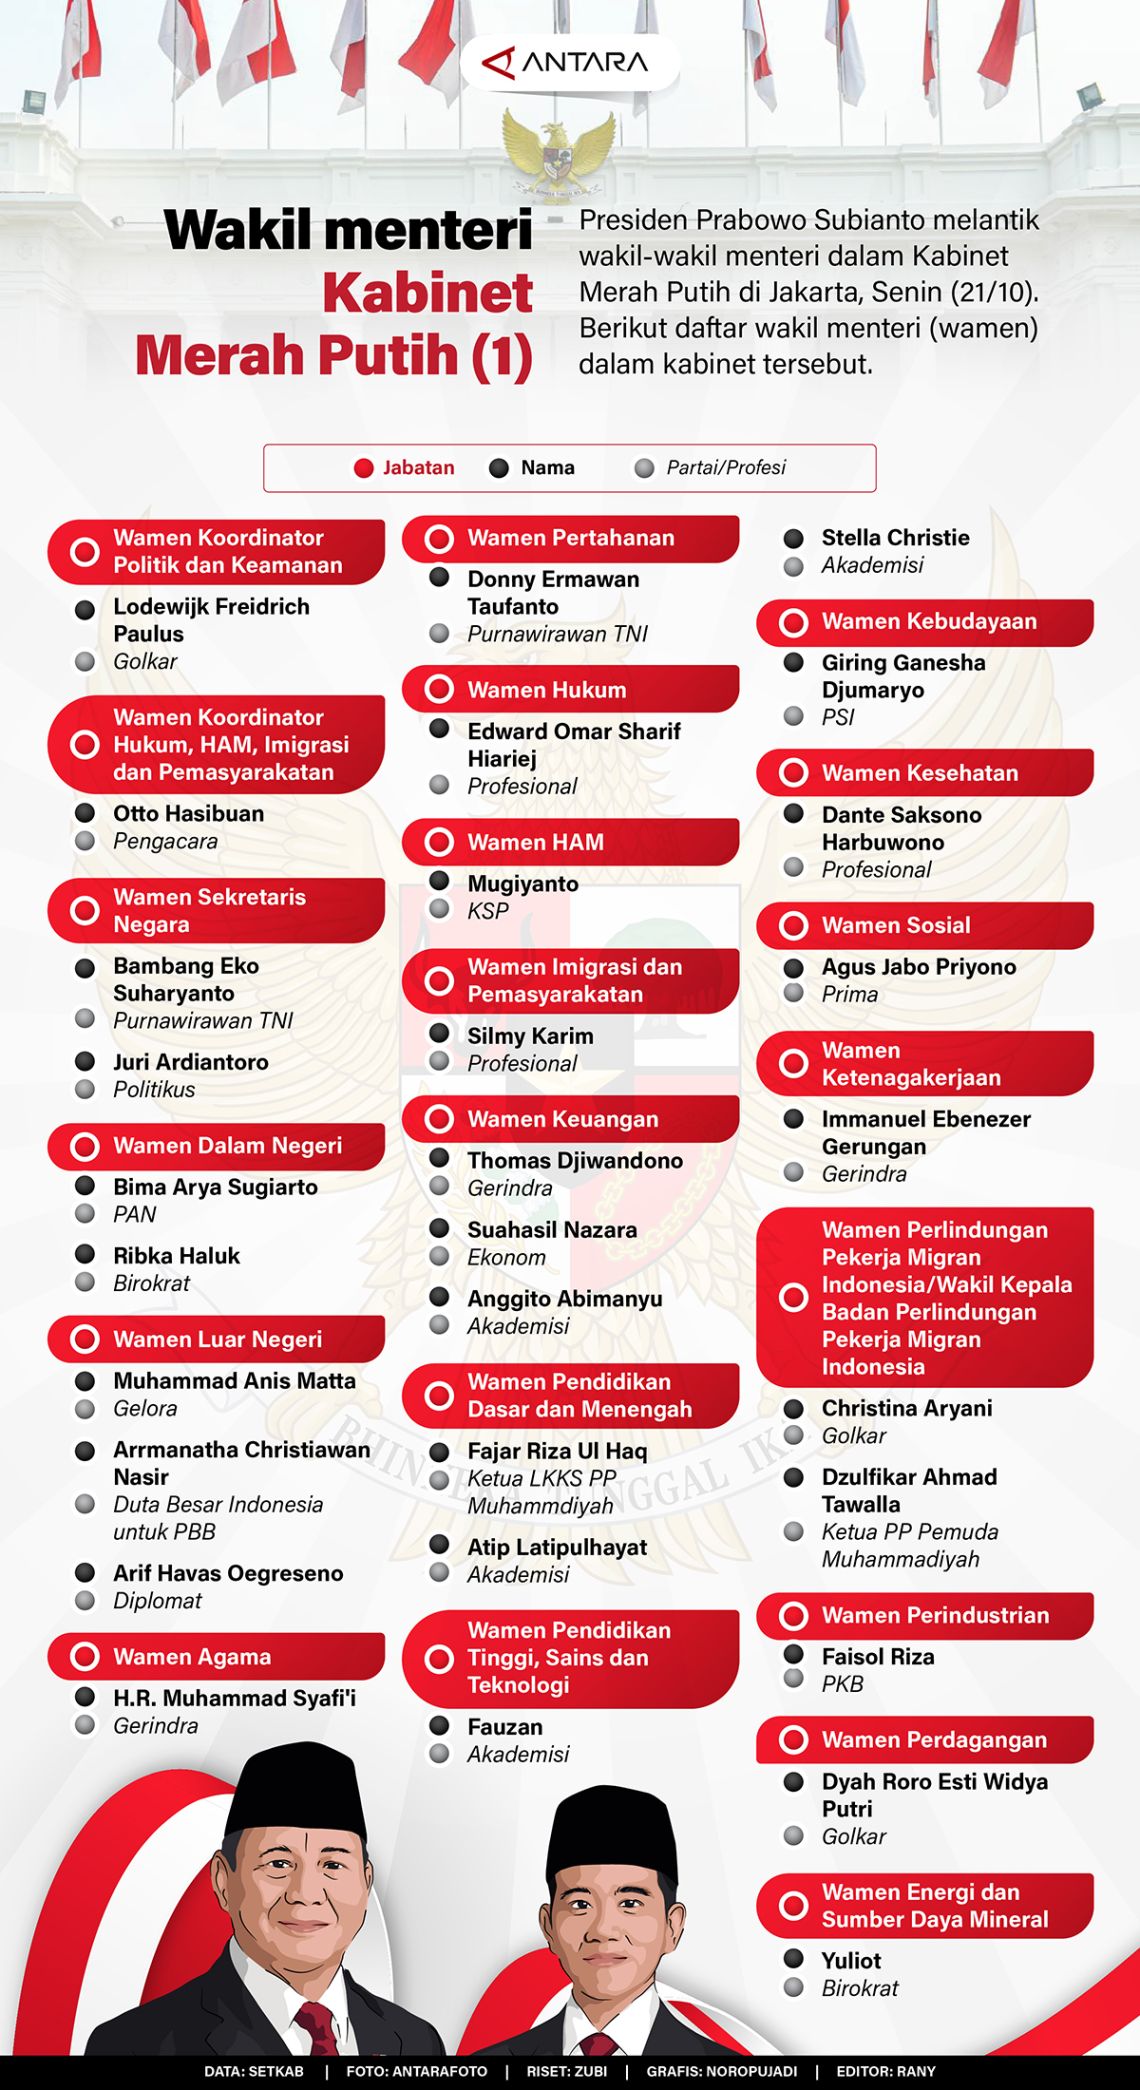 ANTARA
Wakil menteri
Kabinet
Merah Putih (1)
Presiden Prabowo Subianto melantik
wakil-wakil menteri dalam Kabinet
Merah Putih di Jakarta, Senin (21/10).
Berikut daftar wakil menteri (wamen)
dalam kabinet tersebut.
Jabatan
Nama
Partai/Profesi
Wamen Koordinator
Politik dan Keamanan
Lodewijk Freidrich
Paulus
Golkar
Wamen Koordinator
Hukum, HAM, Imigrasi
dan Pemasyarakatan
Otto Hasibuan
Pengacara
Wamen Sekretaris
Negara
Bambang Eko
Suharyanto
Purnawirawan TNI
Juri Ardiantoro
Politikus
Wamen Dalam Negeri
Bima Arya Sugiarto
PAN
Ribka Haluk
Birokrat
Wamen Luar Negeri
Muhammad Anis Matta
Gelora
Arrmanatha Christiawan
Nasir
Duta Besar Indonesia
untuk PBB
Arif Havas Oegreseno
Diplomat
Wamen Agama
H.R. Muhammad Syafi'i
Gerindra
Wamen Pertahanan
Donny Ermawan
Taufanto
Purnawirawan TNI
Wamen Hukum
Edward Omar Sharif
Hiariej
Profesional
Wamen HAM
Mugiyanto
KSP
Wamen Imigrasi dan
Pemasyarakatan
Silmy Karim
Profesional
Wamen Keuangan
Thomas Djiwandono
Gerindra
Suahasil Nazara
Ekonom
Anggito Abimanyu
Akademisi
Wamen Pendidikan
Dasar dan Menengah
Fajar Riza Ul Haq
Ketua LKKS PP
Muhammdiyah
Atip Latipulhayat
Akademisi
Wamen Pendidikan
Tinggi, Sains dan
Teknologi
Fauzan
Akademisi
Stella Christie
Akademisi
Wamen Kebudayaan
Giring Ganesha
Djumaryo
PSI
Wamen Kesehatan
Dante Saksono
Harbuwono
Profesional
Wamen Sosial
Agus Jabo Priyono
Prima
Wamen
Ketenagakerjaan
Immanuel Ebenezer
Gerungan
Gerindra
Wamen Perlindungan
Pekerja Migran
Indonesia/Wakil Kepala
Badan Perlindungan
Pekerja Migran
Indonesia
Christina Aryani
Golkar
Dzulfikar Ahmad
Tawalla
Ketua PP Pemuda
Muhammadiyah
Wamen Perindustrian
Faisol Riza
PKB
Wamen Perdagangan
Dyah Roro Esti Widya
Putri
Golkar
Wamen Energi dan
Sumber Daya Mineral
Yuliot
Birokrat
BHINNEKA TUNGGAL IKA
DATA: SETKAB | FOTO: ANTARAFOTO | RISET: ZUBI | GRAFIS: NOROPUJADI | EDITOR: RANY